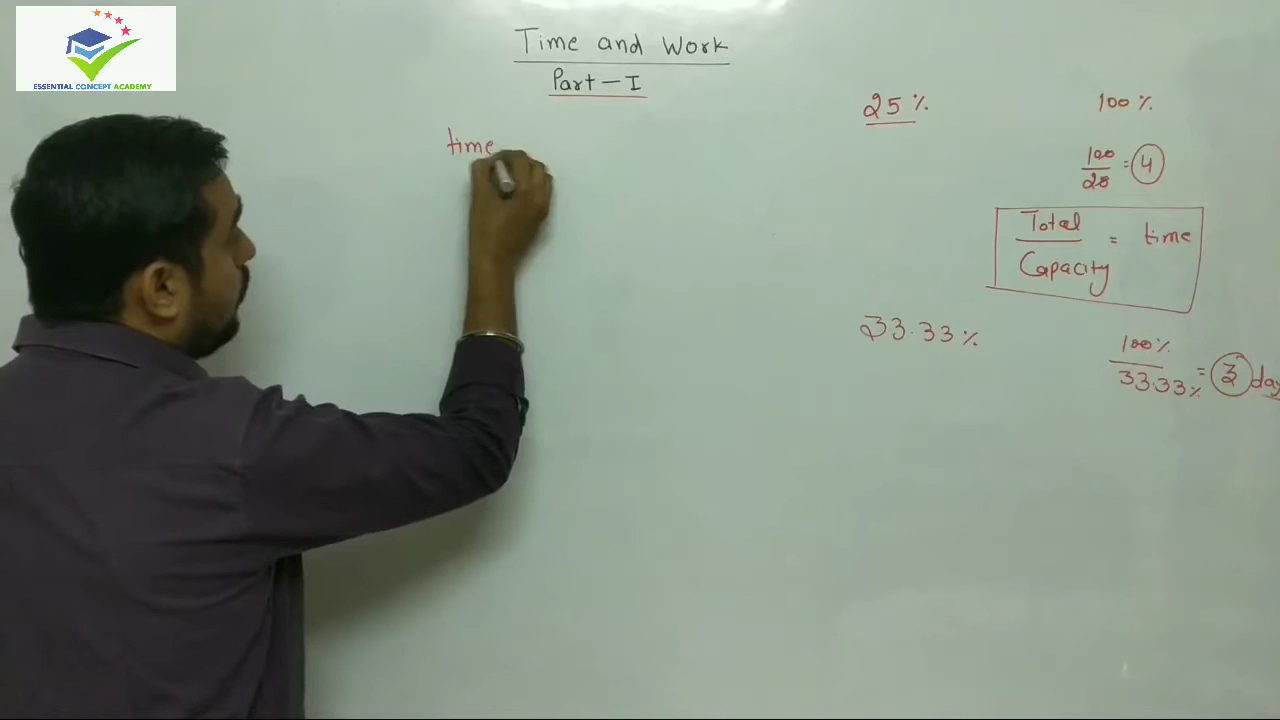 ESSENTIAL CONCEPT ACADEMY
Time and Work
Part - I
time
25 %
100 %
100
25
= 4
Total
Capacity
= time
33.33 %
100 %
33.33 %
= 3 day